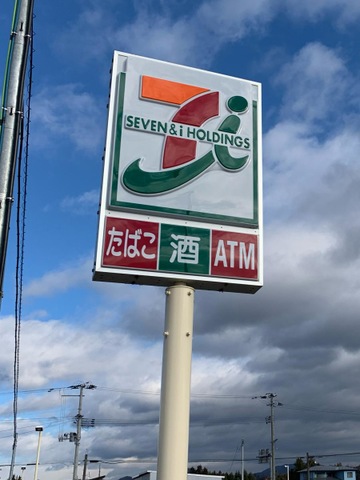 SEVEN & i HOLDINGS
たばこ 酒 ATM